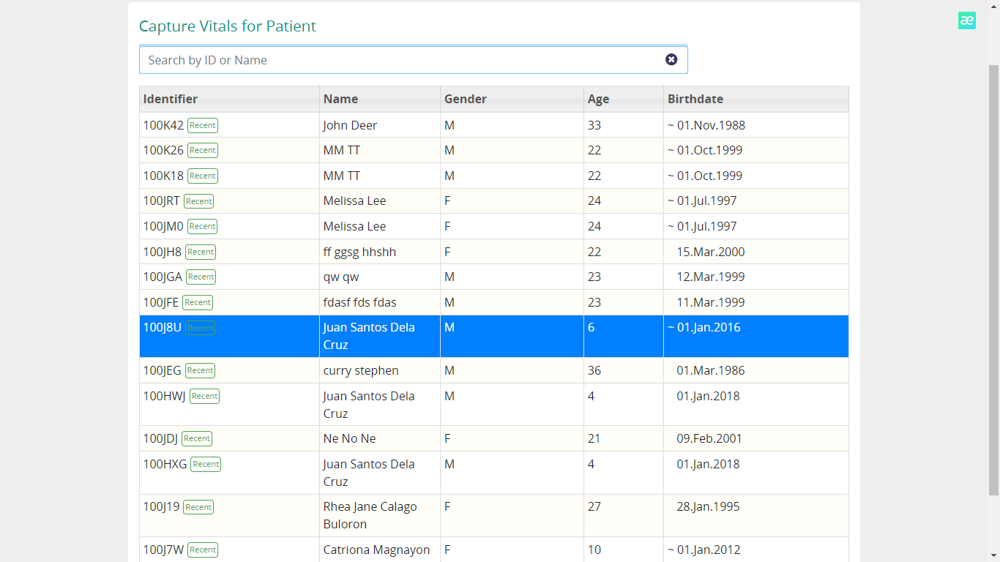 Capture Vitals for Patient
æ
Search by ID or Name
Identifier Name Gender Age Birthdate
100K42 Recent John Deer M 33 ~ 01.Nov.1988
100K26 Recent MM TT M 22 ~ 01.Oct.1999
100K18 Recent MM TT M 22 ~ 01.Oct.1999
100JRT Recent Melissa Lee F 24 ~ 01.Jul.1997
100JM0 Recent Melissa Lee F 24 ~ 01.Jul.1997
100JH8 Recent ff ggsg hhshh F 22 15.Mar.2000
100JGA Recent qw qw M 23 12.Mar.1999
100JFE Recent fdasf fds fdas M 23 11.Mar.1999
100J8U Recent Juan Santos Dela M 6 ~ 01.Jan.2016
Cruz
100JEG Recent curry stephen M 36 01.Mar.1986
100HWJ Recent Juan Santos Dela M 4 01.Jan.2018
Cruz
100JDJ Recent Ne No Ne F 21 09.Feb.2001
100HXG Recent Juan Santos Dela M 4 01.Jan.2018
Cruz
100J19 Recent Rhea Jane Calago F 27 28.Jan.1995
Buloron
100J7W Recent Catriona Magnayon F 10 ~ 01.Jan.2012